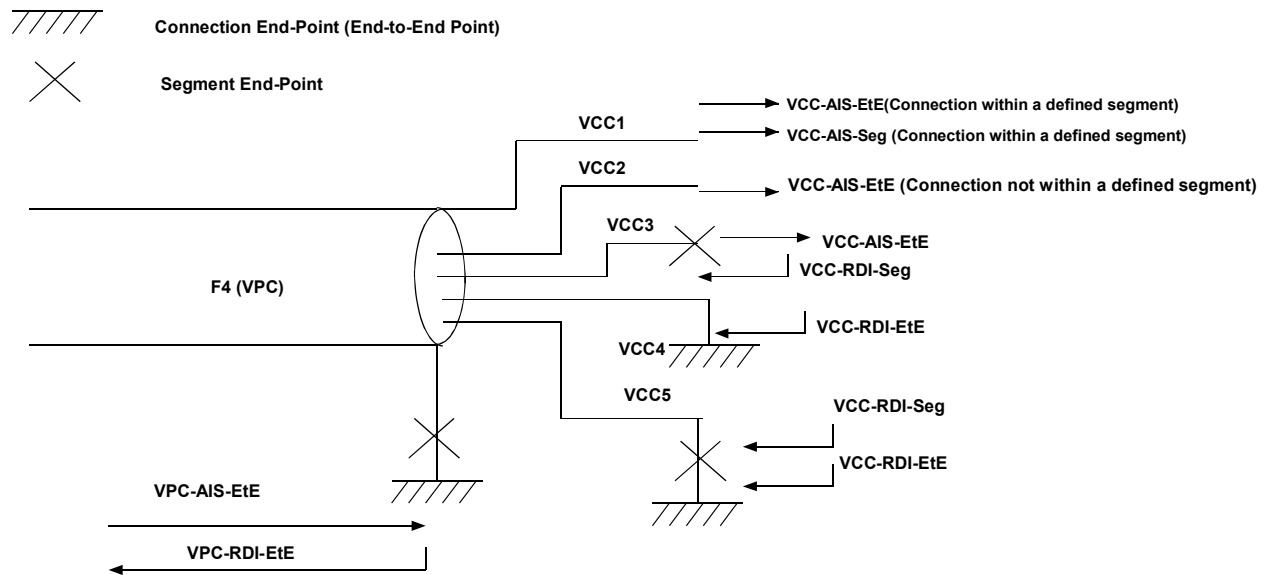 Connection End-Point (End-to-End Point)
Segment End-Point
VCC-AIS-EtE(Connection within a defined segment)
VCC1
VCC-AIS-Seg (Connection within a defined segment)
VCC2
VCC-AIS-EtE (Connection not within a defined segment)
VCC3
VCC-AIS-EtE
VCC-RDI-Seg
F4 (VPC)
VCC-RDI-EtE
VCC4
VCC5
VCC-RDI-Seg
VCC-RDI-EtE
VPC-AIS-EtE
VPC-RDI-EtE